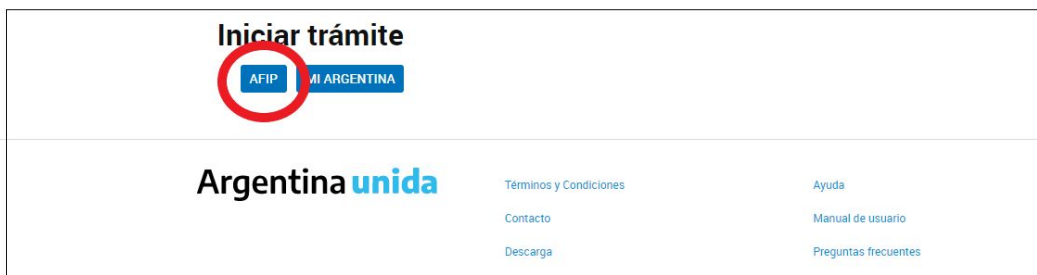 Iniciar trámite
AFIP MI ARGENTINA
Argentina unida
Términos y Condiciones
Contacto
Descarga
Ayuda
Manual de usuario
Preguntas frecuentes